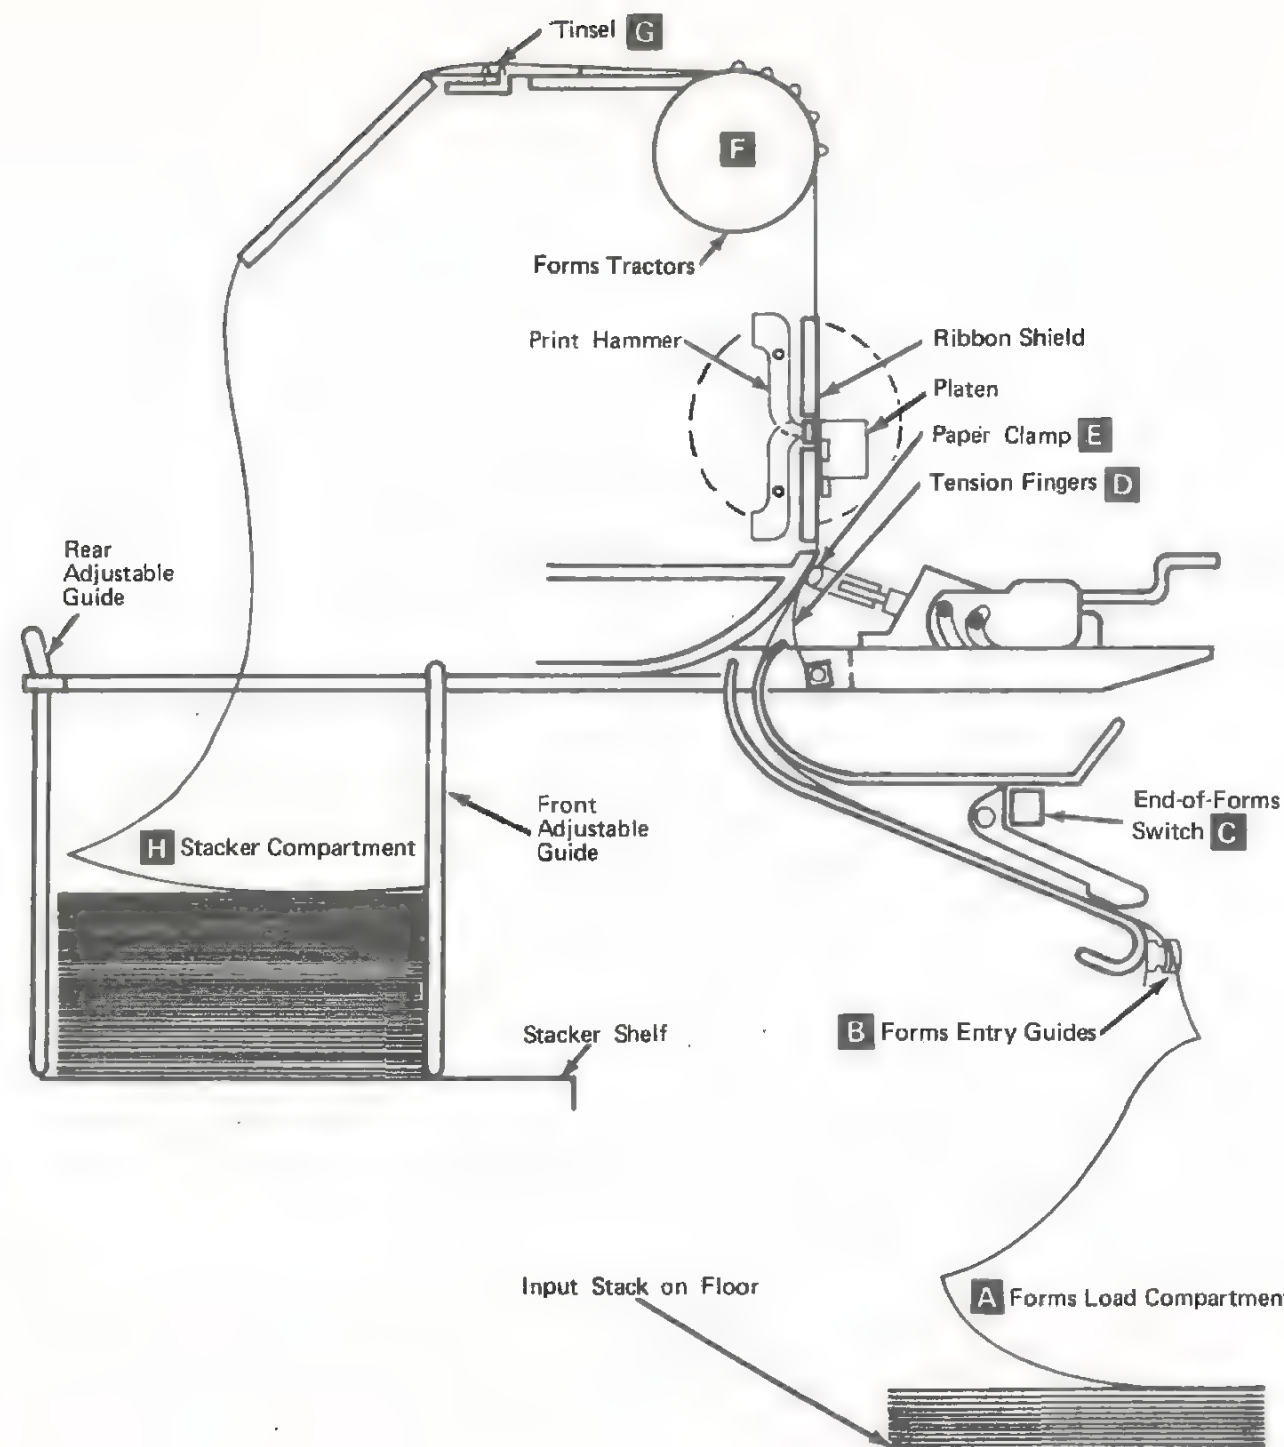 Tinsel G
F
Forms Tractors
Print Hammer
Ribbon Shield
Platen
Paper Clamp E
Tension Fingers D
Rear
Adjustable
Guide
End-of-Forms
Switch C
Front
Adjustable
Guide
H Stacker Compartment
B Forms Entry Guides
Stacker Shelf
Input Stack on Floor
A Forms Load Compartment